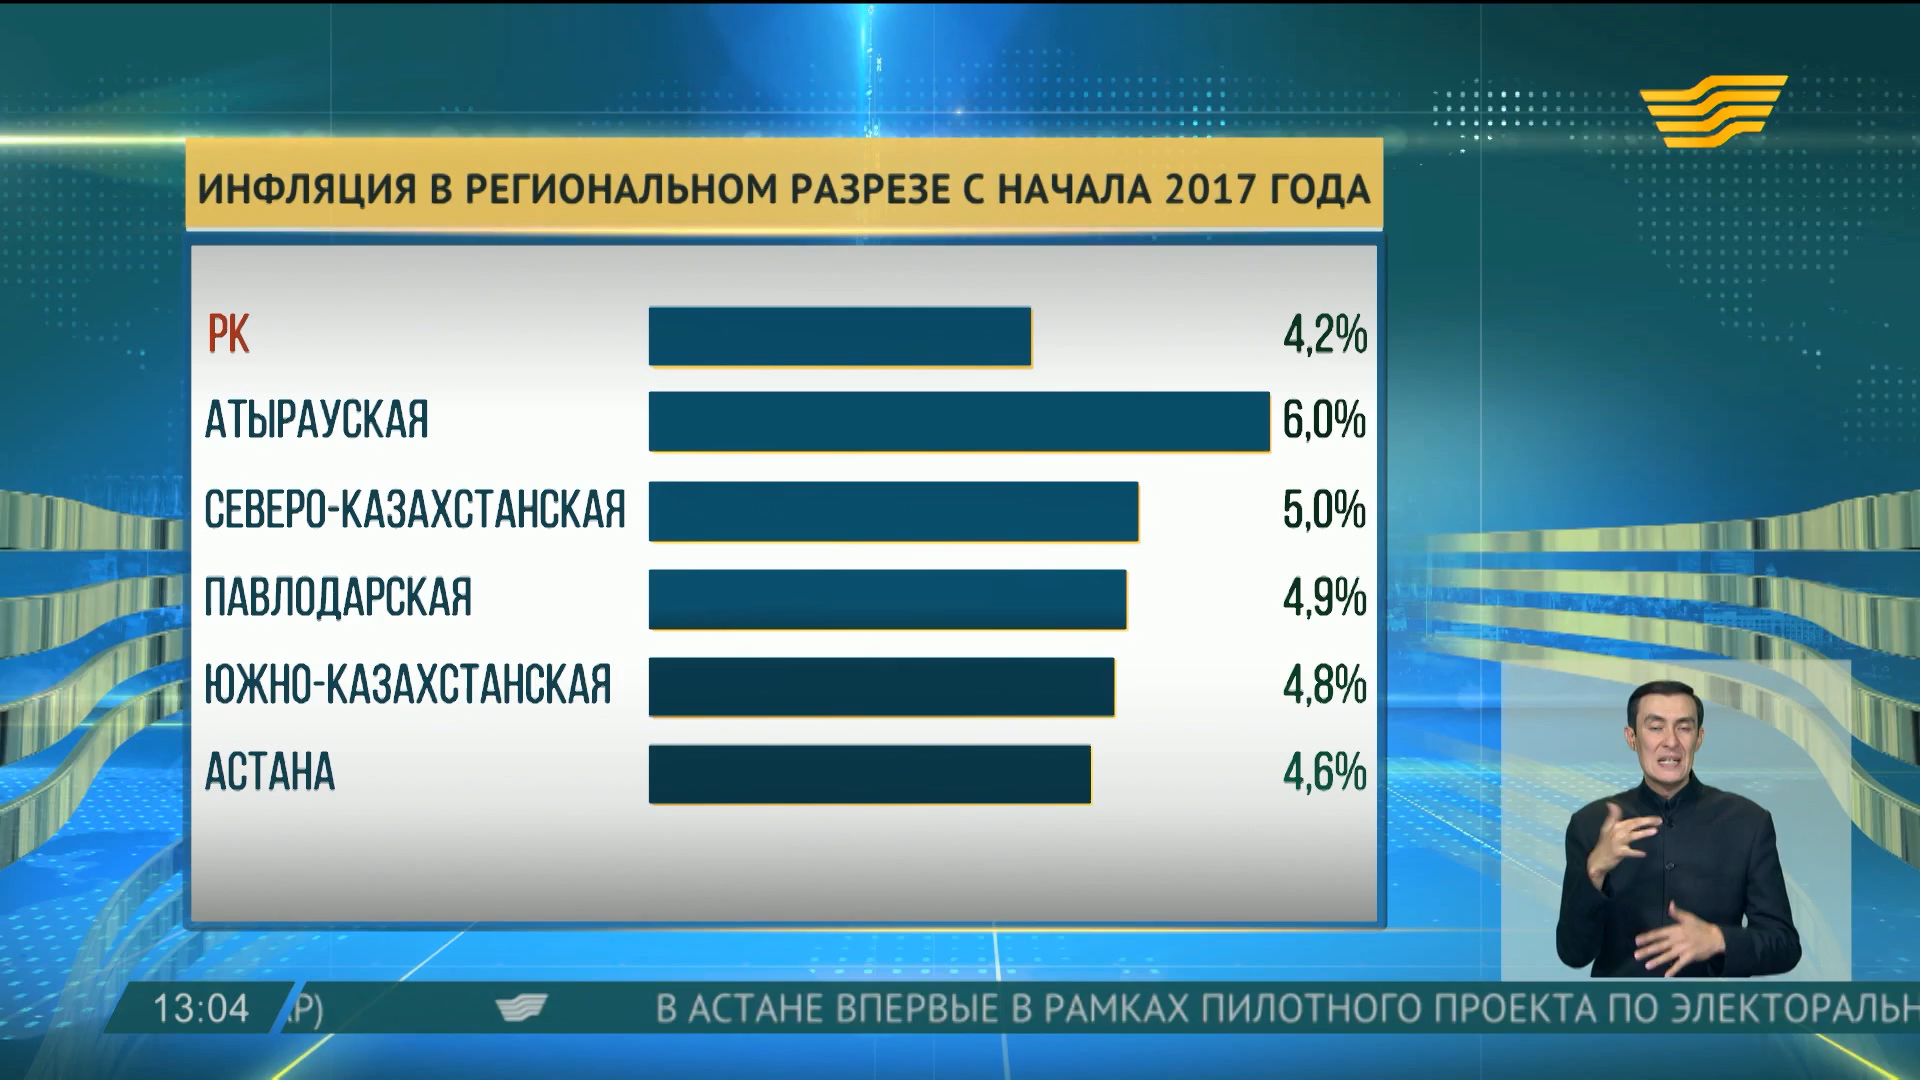 ИНФЛЯЦИЯ В РЕГИОНАЛЬНОМ РАЗРЕЗЕ С НАЧАЛА 2017 ГОДА
РК 4,2%
АТЫРАУСКАЯ 6,0%
СЕВЕРО-КАЗАХСТАНСКАЯ 5,0%
ПАВЛОДАРСКАЯ 4,9%
ЮЖНО-КАЗАХСТАНСКАЯ 4,8%
АСТАНА 4,6%
13:04 В АСТАНЕ ВПЕРВЫЕ В РАМКАХ ПИЛОТНОГО ПРОЕКТА ПО ЭЛЕКТОРАЛЬН